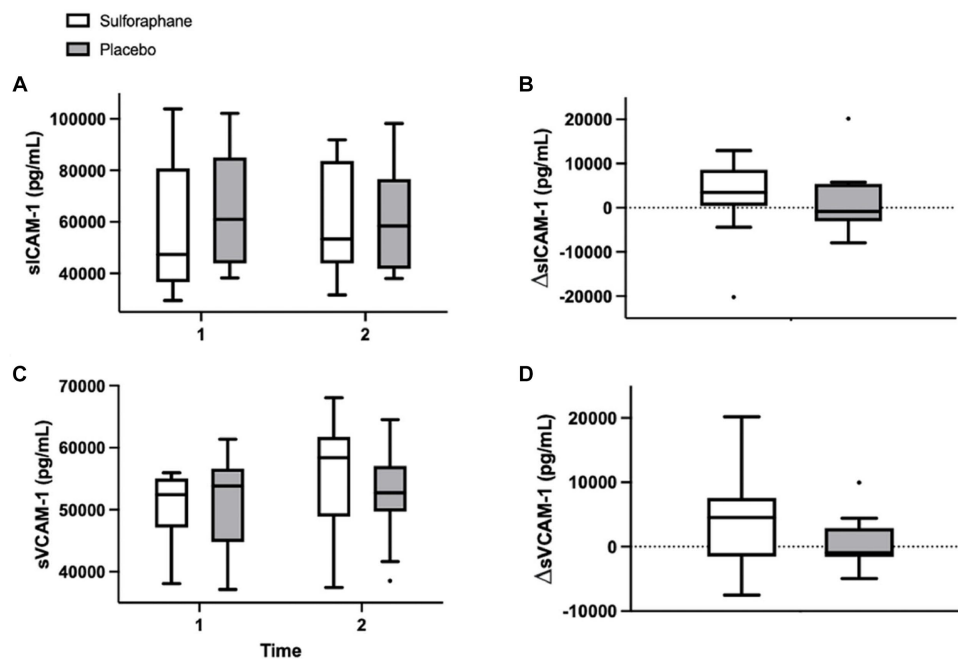 Sulforaphane
Placebo
A
sICAM-1 (pg/mL)
100000
80000
60000
40000
1
2
B
△sICAM-1 (pg/mL)
20000
10000
0
-10000
-20000
C
sVCAM-1 (pg/mL)
70000
60000
50000
40000
1
2
Time
D
△sVCAM-1 (pg/mL)
20000
10000
0
-10000